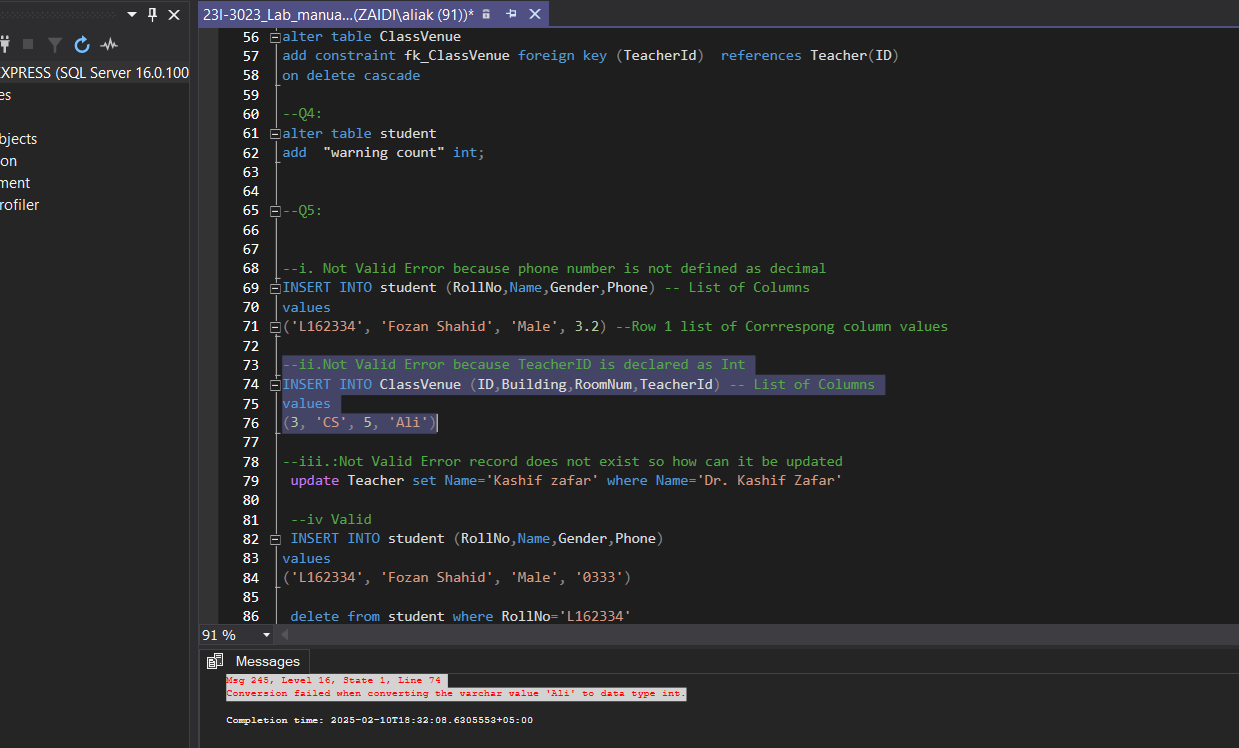 23I-3023_Lab_manua...(ZAIDI\aliak (91))*
XPRESS (SQL Server 16.0.100
es
bjects
on
ment
rofiler
56 alter table ClassVenue
57 add constraint fk_ClassVenue foreign key (TeacherId)  references Teacher(ID)
58 on delete cascade
59
60 --Q4:
61 alter table student
62 add  "warning count" int;
63
64
65 --Q5:
66
67
68 --i. Not Valid Error because phone number is not defined as decimal
69 INSERT INTO student (RollNo,Name,Gender,Phone) -- List of Columns
70 values
71 ('L162334', 'Fozan Shahid', 'Male', 3.2) --Row 1 list of Corrrespong column values
72
73 --ii.Not Valid Error because TeacherID is declared as Int
74 INSERT INTO ClassVenue (ID,Building,RoomNum,TeacherId) -- List of Columns
75 values
76 (3, 'CS', 5, 'Ali')
77
78 --iii.:Not Valid Error record does not exist so how can it be updated
79 update Teacher set Name='Kashif zafar' where Name='Dr. Kashif Zafar'
80
81 --iv Valid
82 INSERT INTO student (RollNo,Name,Gender,Phone)
83 values
84 ('L162334', 'Fozan Shahid', 'Male', '0333')
85
86 delete from student where RollNo='L162334'
91 %
Messages
Msg 245, Level 16, State 1, Line 74
Conversion failed when converting the varchar value 'Ali' to data type int.
Completion time: 2025-02-10T18:32:08.6305553+05:00